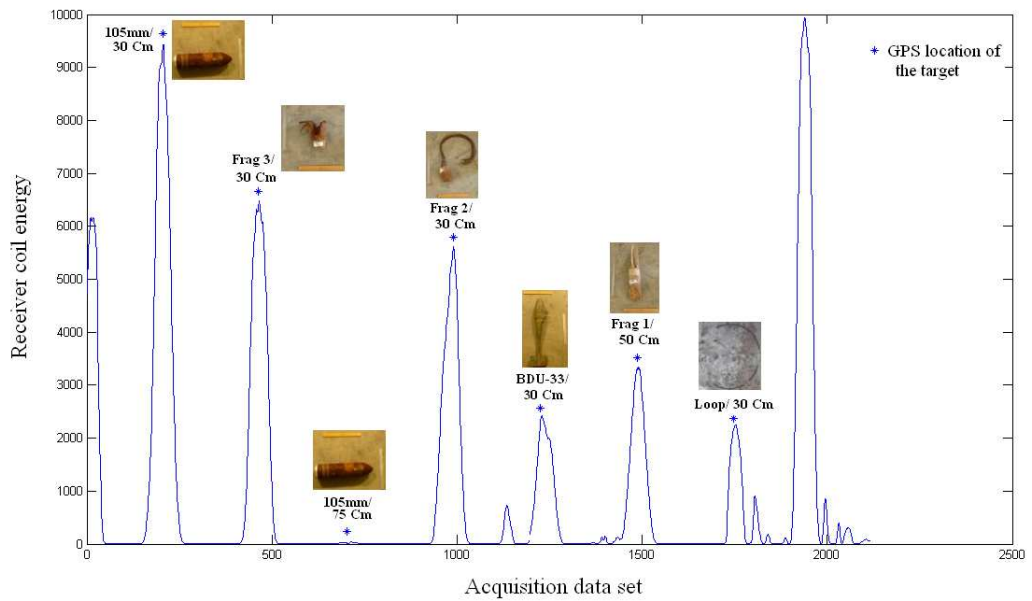 10000
9000
8000
7000
6000
5000
4000
3000
2000
1000
0
Receiver coil energy
105mm/
30 Cm
Frag 3/
30 Cm
105mm/
75 Cm
Frag 2/
30 Cm
BDU-33/
30 Cm
Frag 1/
50 Cm
Loop/ 30 Cm
* GPS location of
the target
0
500
1000
1500
2000
2500
Acquisition data set